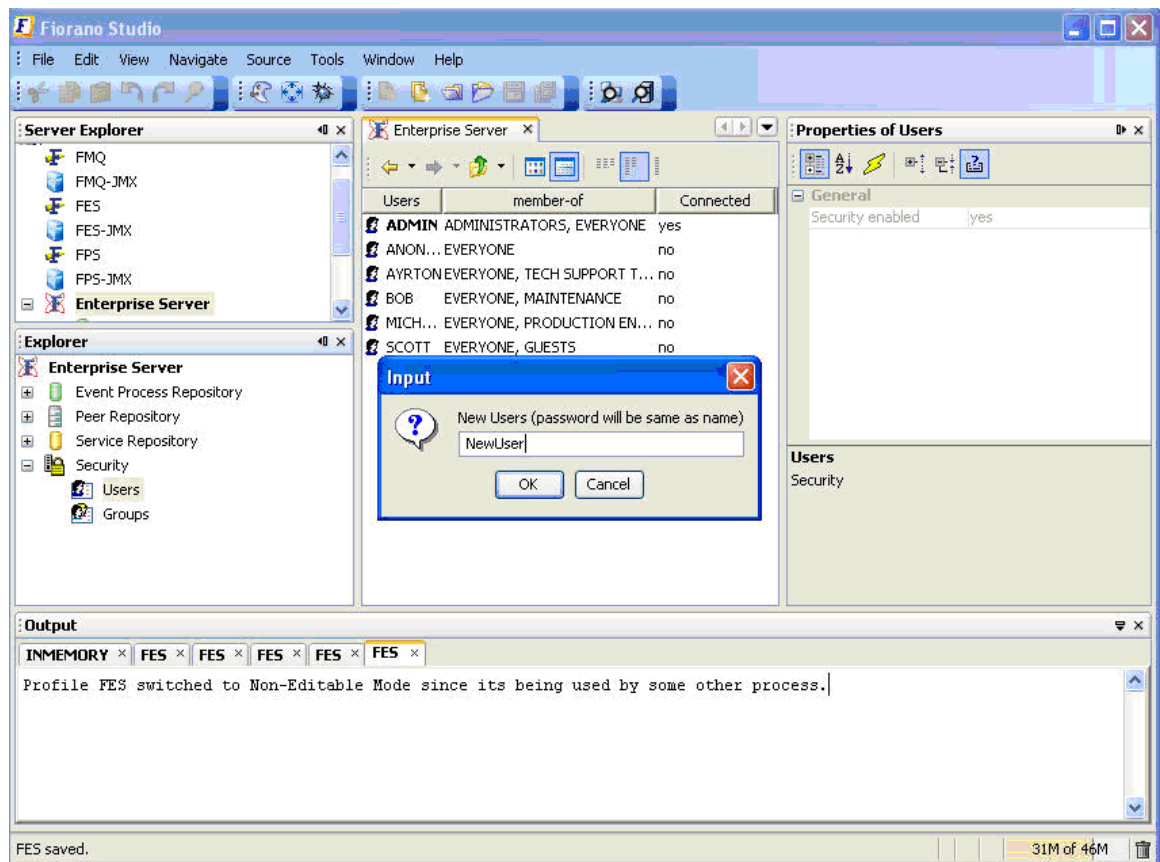 Fiorano Studio
File Edit View Navigate Source Tools Window Help
Server Explorer
FMQ
FMQ-JMX
FES
FES-JMX
FPS
FPS-JMX
Enterprise Server
Explorer
Enterprise Server
Event Process Repository
Peer Repository
Service Repository
Security
Users
Groups
Enterprise Server
Users member-of Connected
ADMIN ADMINISTRATORS, EVERYONE yes
ANON... EVERYONE no
AYRTON EVERYONE, TECH SUPPORT T... no
BOB EVERYONE, MAINTENANCE no
MICH... EVERYONE, PRODUCTION EN... no
SCOTT EVERYONE, GUESTS no
Input
New Users (password will be same as name)
NewUser
OK Cancel
Properties of Users
General
Security enabled yes
Users
Security
Output
INMEMORY FES FES FES FES FES
Profile FES switched to Non-Editable Mode since its being used by some other process.
FES saved.
31M of 46M